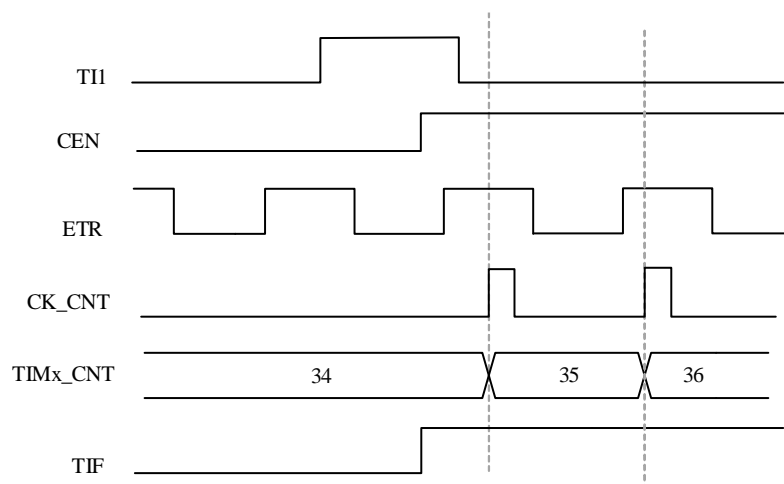 TI1
CEN
ETR
CK_CNT
TIMx_CNT 34 35 36
TIF